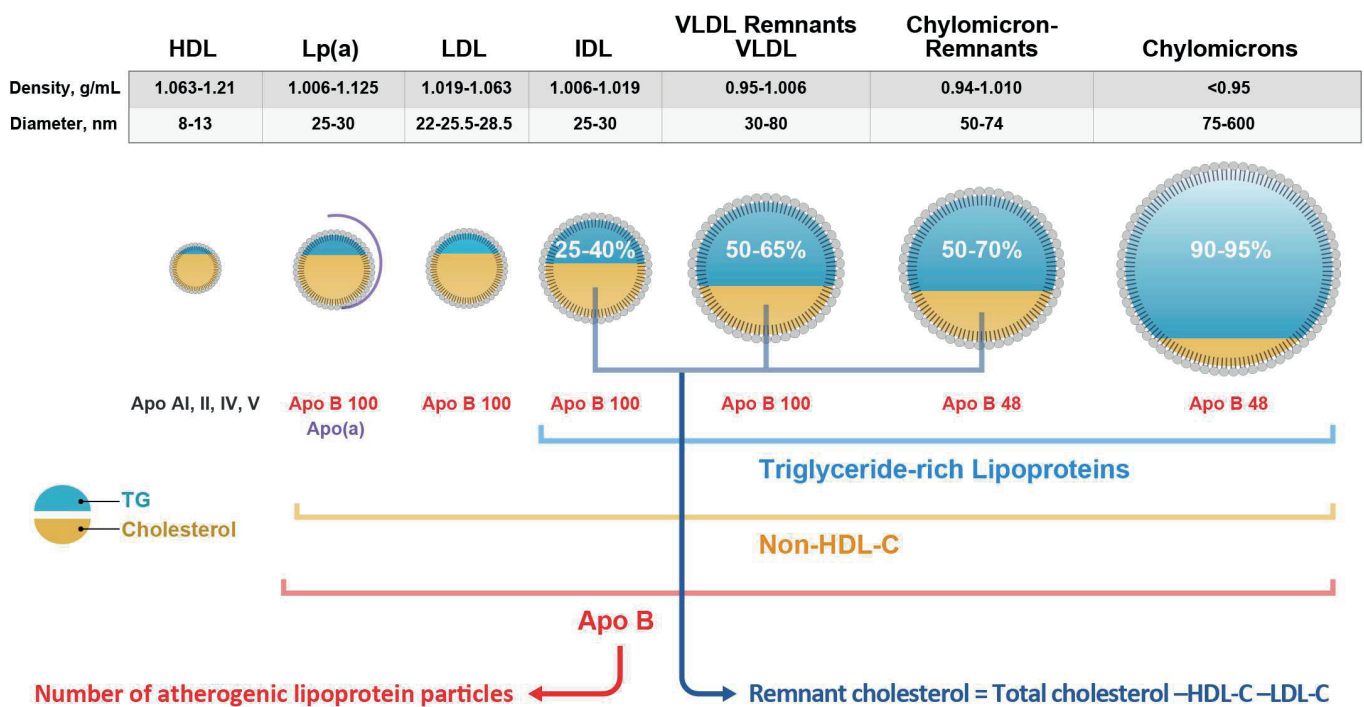 HDL Lp(a) LDL IDL VLDL Remnants VLDL Chylomicron-Remnants Chylomicrons
Density, g/mL 1.063-1.21 1.006-1.125 1.019-1.063 1.006-1.019 0.95-1.006 0.94-1.010 <0.95
Diameter, nm 8-13 25-30 22-25.5-28.5 25-30 30-80 50-74 75-600
25-40% 50-65% 50-70% 90-95%
Apo AI, II, IV, V Apo B 100 Apo B 100 Apo B 100 Apo B 100 Apo B 48 Apo B 48
Apo(a)
Triglyceride-rich Lipoproteins
TG
Cholesterol
Non-HDL-C
Apo B
Number of atherogenic lipoprotein particles
Remnant cholesterol = Total cholesterol –HDL-C –LDL-C